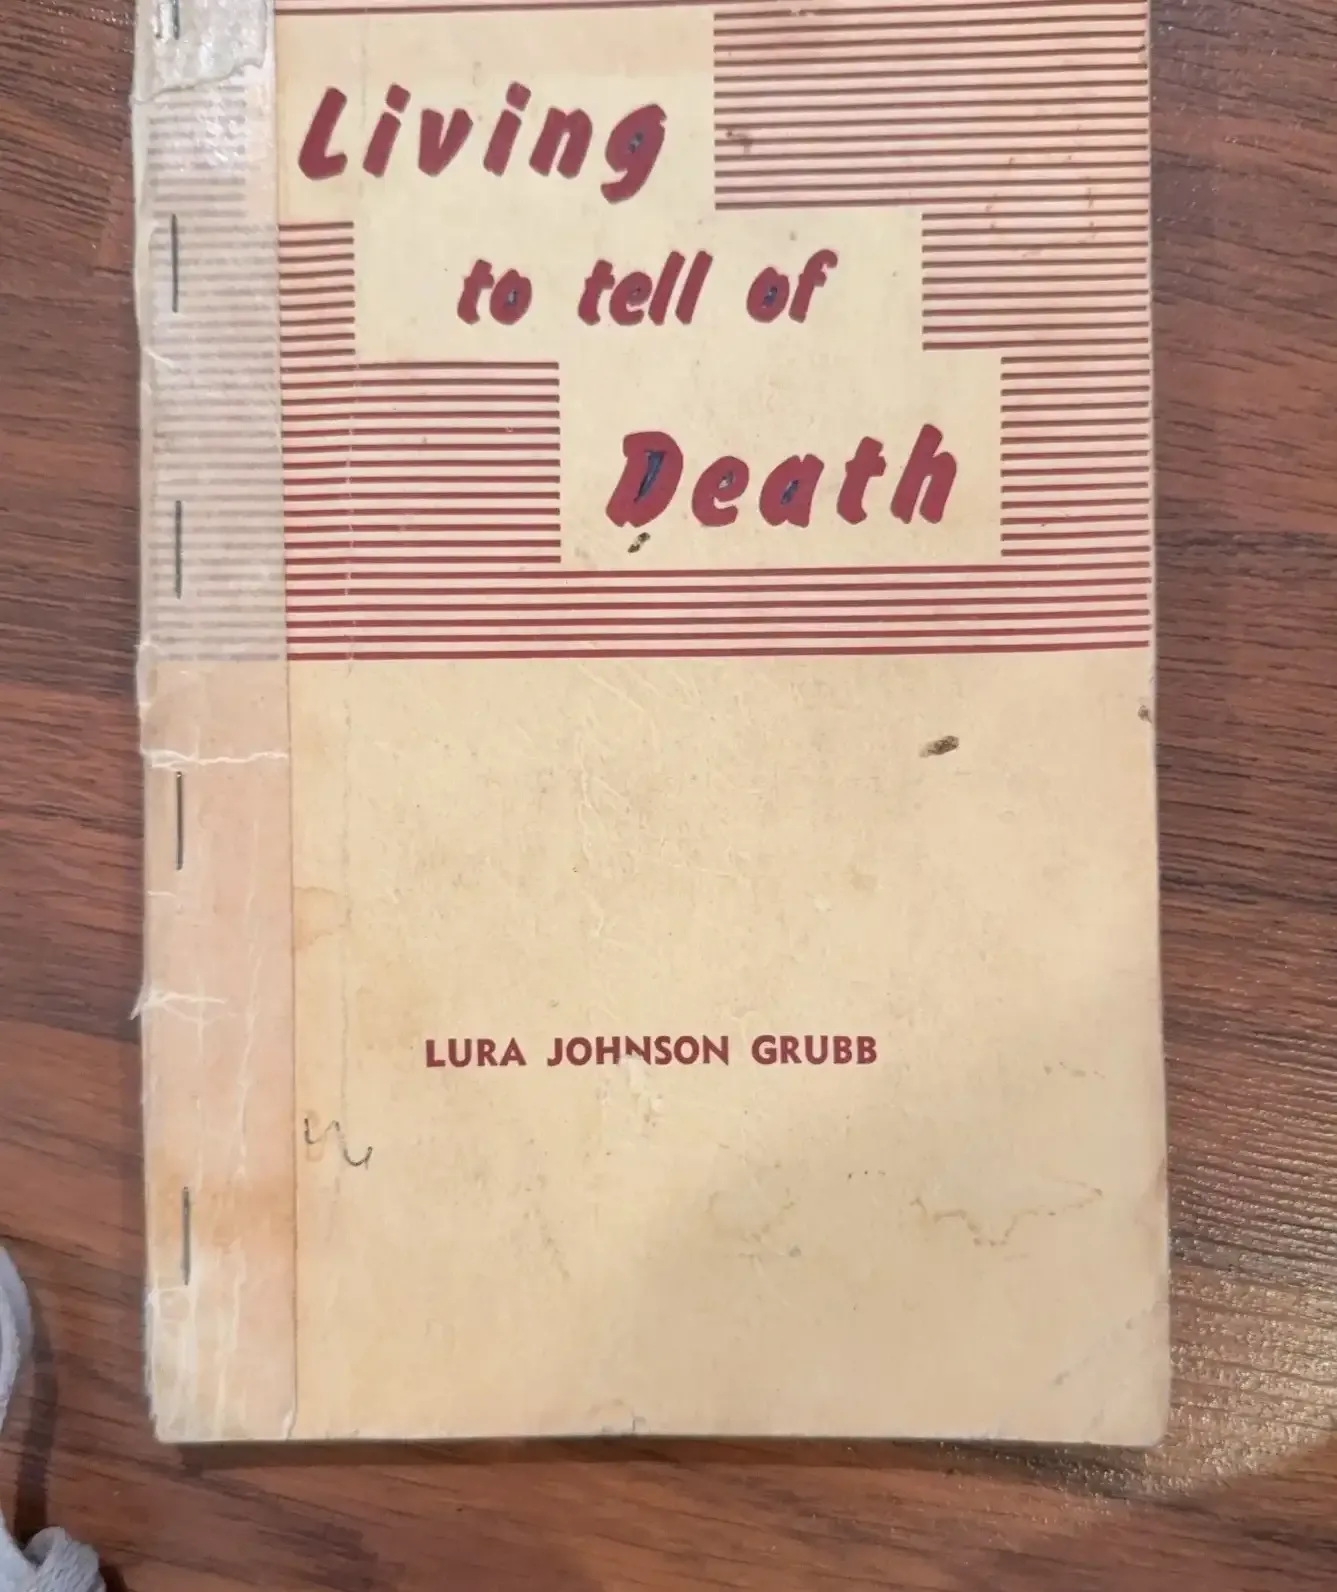 Living
to tell of
Death
LURA JOHNSON GRUBB